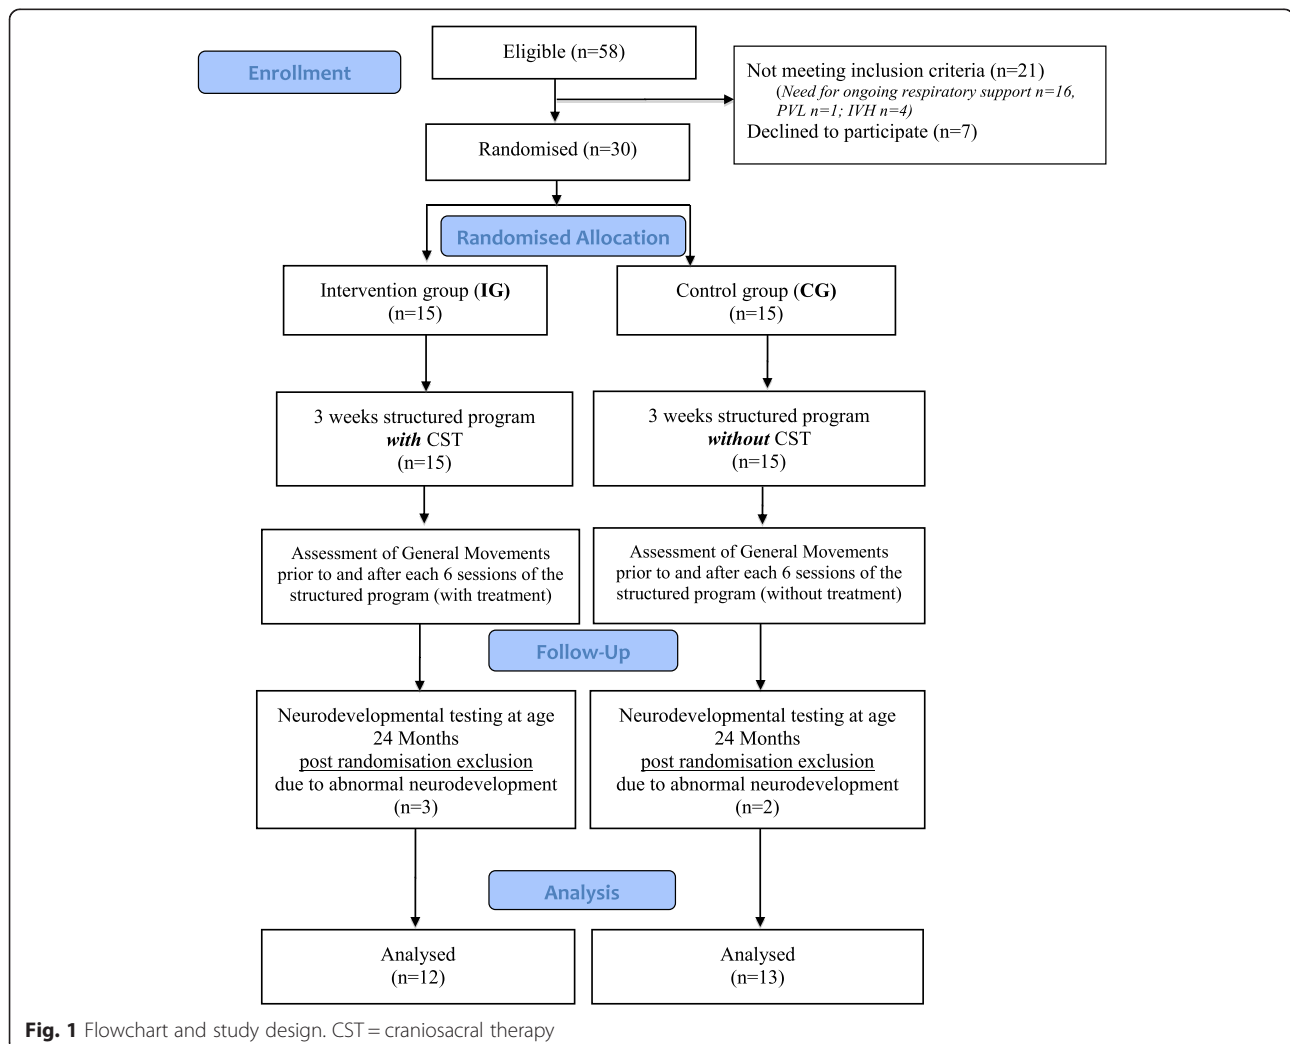 Enrollment
Eligible (n=58)
Not meeting inclusion criteria (n=21)
(Need for ongoing respiratory support n=16,
PVL n=1; IVH n=4)
Declined to participate (n=7)
Randomised (n=30)
Randomised Allocation
Intervention group (IG)
(n=15)
Control group (CG)
(n=15)
3 weeks structured program
with CST
(n=15)
3 weeks structured program
without CST
(n=15)
Assessment of General Movements
prior to and after each 6 sessions of the
structured program (with treatment)
Assessment of General Movements
prior to and after each 6 sessions of the
structured program (without treatment)
Follow-Up
Neurodevelopmental testing at age
24 Months
post randomisation exclusion
due to abnormal neurodevelopment
(n=3)
Neurodevelopmental testing at age
24 Months
post randomisation exclusion
due to abnormal neurodevelopment
(n=2)
Analysis
Analysed
(n=12)
Analysed
(n=13)
Fig. 1 Flowchart and study design. CST = craniosacral therapy